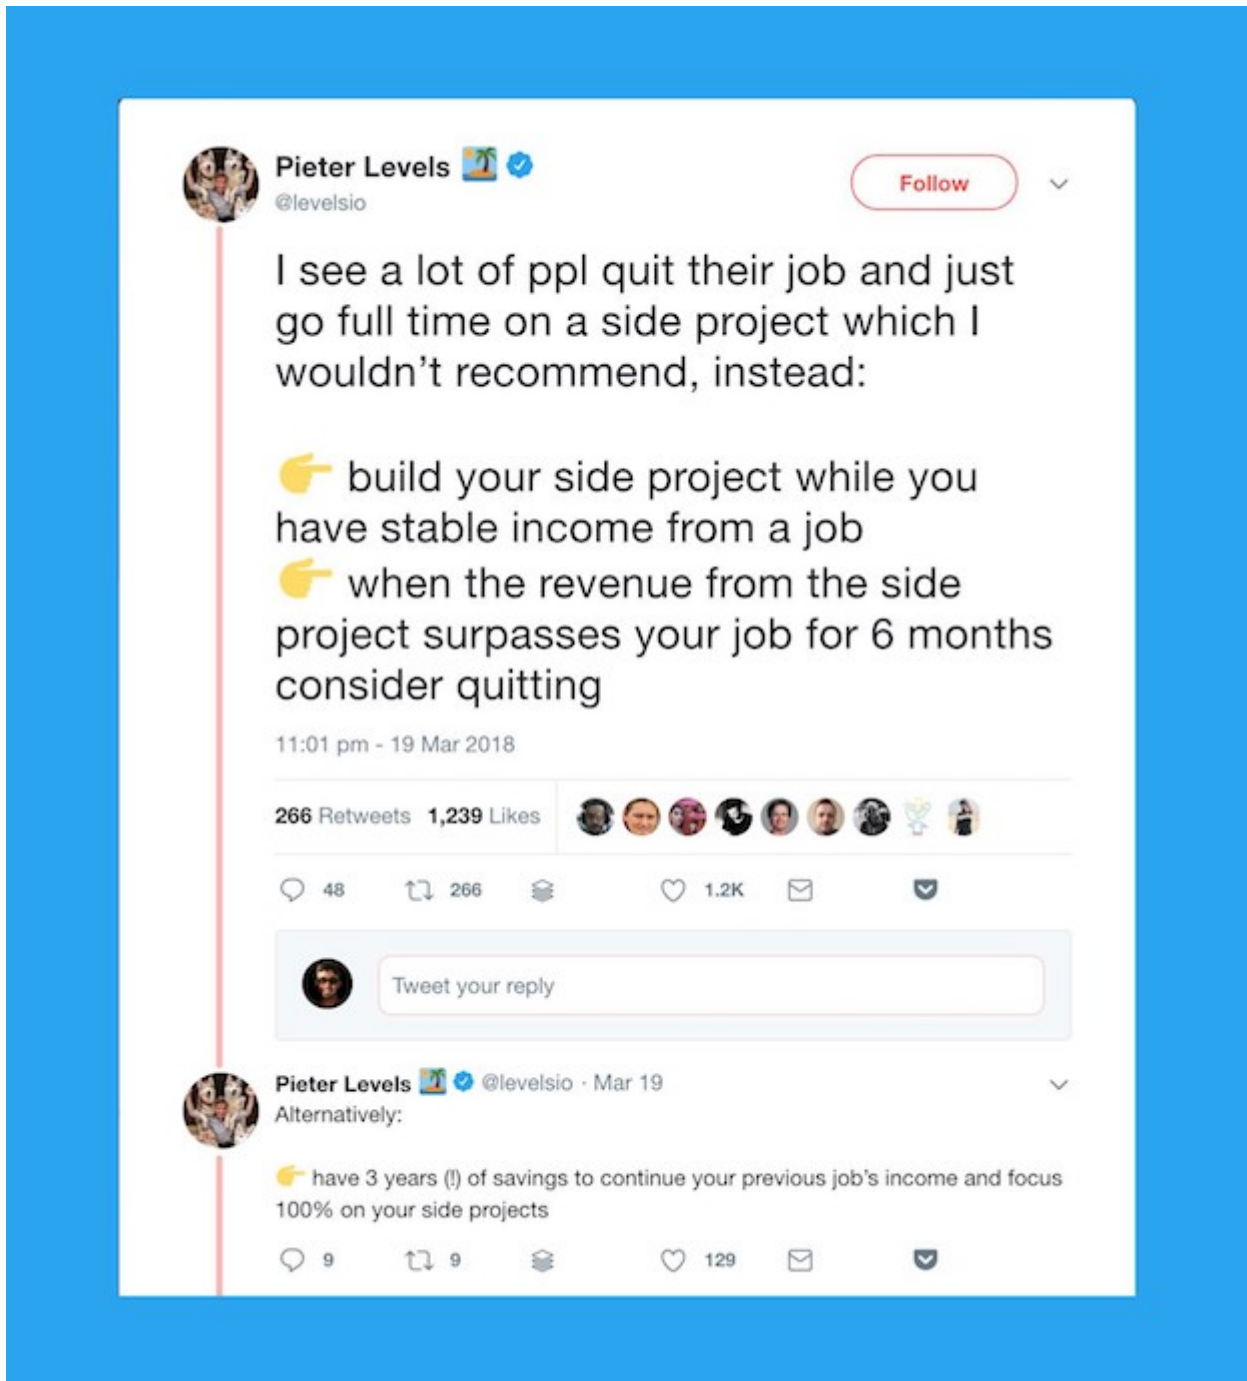 Pieter Levels 🏝️
@levelsio
Follow
I see a lot of ppl quit their job and just
go full time on a side project which I
wouldn’t recommend, instead:
👉 build your side project while you
have stable income from a job
👉 when the revenue from the side
project surpasses your job for 6 months
consider quitting
11:01 pm - 19 Mar 2018
266 Retweets 1,239 Likes
48 266 1.2K
Tweet your reply
Pieter Levels 🏝️ @levelsio · Mar 19
Alternatively:
👉 have 3 years (!) of savings to continue your previous job’s income and focus
100% on your side projects
9 9 129